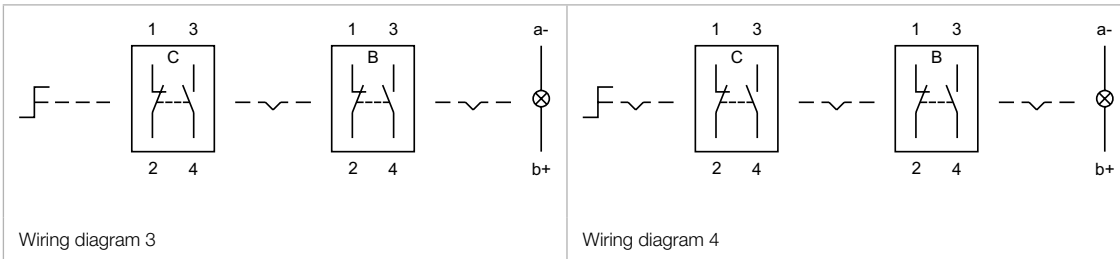 1 3 1 3 a-
C B
2 4 2 4 b+
Wiring diagram 3
1 3 1 3 a-
C B
2 4 2 4 b+
Wiring diagram 4